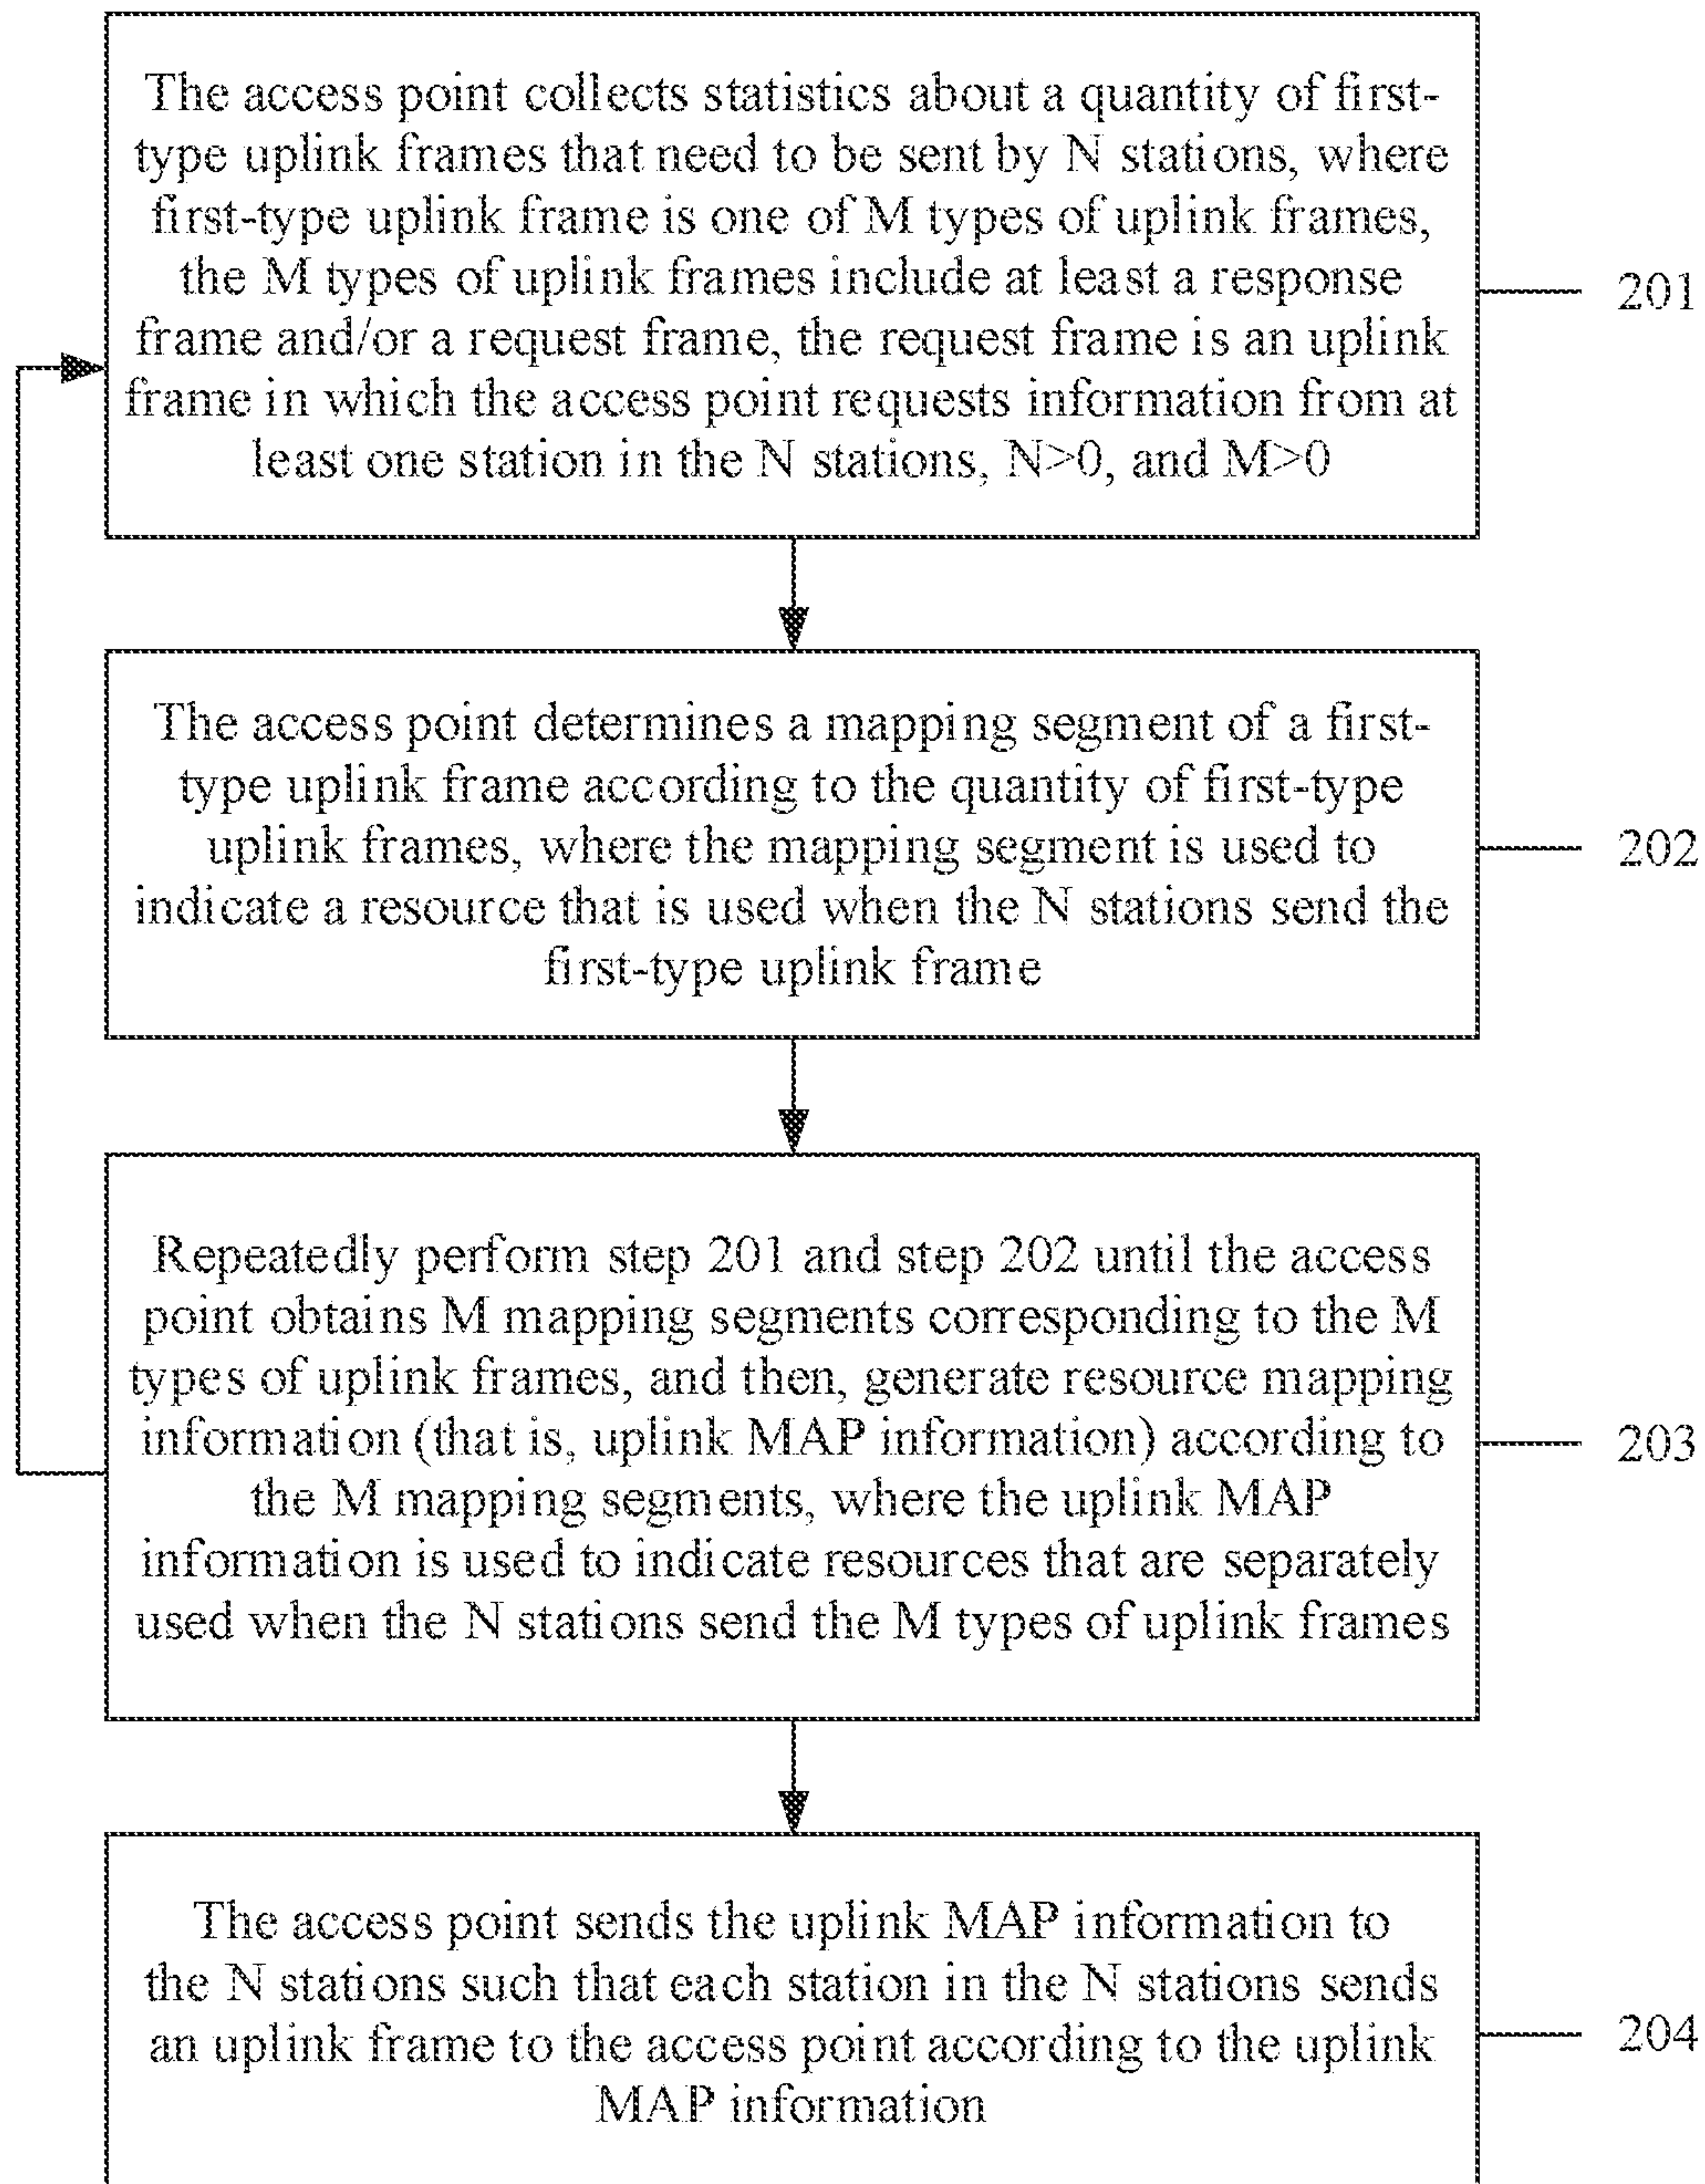 The access point collects statistics about a quantity of first-
type uplink frames that need to be sent by N stations, where
first-type uplink frame is one of M types of uplink frames,
the M types of uplink frames include at least a response
frame and/or a request frame, the request frame is an uplink
frame in which the access point requests information from at
least one station in the N stations, N>0, and M>0
201
The access point determines a mapping segment of a first-
type uplink frame according to the quantity of first-type
uplink frames, where the mapping segment is used to
indicate a resource that is used when the N stations send the
first-type uplink frame
202
Repeatedly perform step 201 and step 202 until the access
point obtains M mapping segments corresponding to the M
types of uplink frames, and then, generate resource mapping
information (that is, uplink MAP information) according to
the M mapping segments, where the uplink MAP
information is used to indicate resources that are separately
used when the N stations send the M types of uplink frames
203
The access point sends the uplink MAP information to
the N stations such that each station in the N stations sends
an uplink frame to the access point according to the uplink
MAP information
204